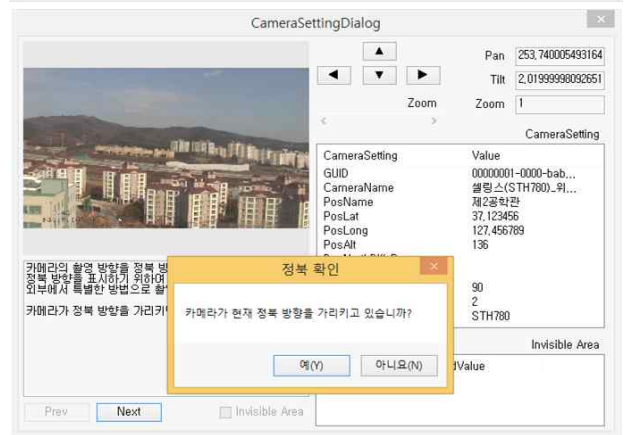 CameraSettingDialog
Pan 253,740005493164
Tilt 2,01999998092651
Zoom
Zoom 1
CameraSetting
CameraSetting Value
GUID 00000001-0000-bab...
CameraName 셀링스(STH780)_위...
PosName 제2공학관
PosLat 37,123456
PosLong 127,456789
PosAlt 136
90
2
STH780
카메라의 촬영 방향을 정북 방
정북 방향을 표시하기 위하여
외부에서 특별한 방법으로 촬
카메라가 정북 방향을 가리키
정북 확인
카메라가 현재 정북 방향을 가리키고 있습니까?
예(Y) 아니요(N)
Invisible Area
dValue
Prev Next Invisible Area